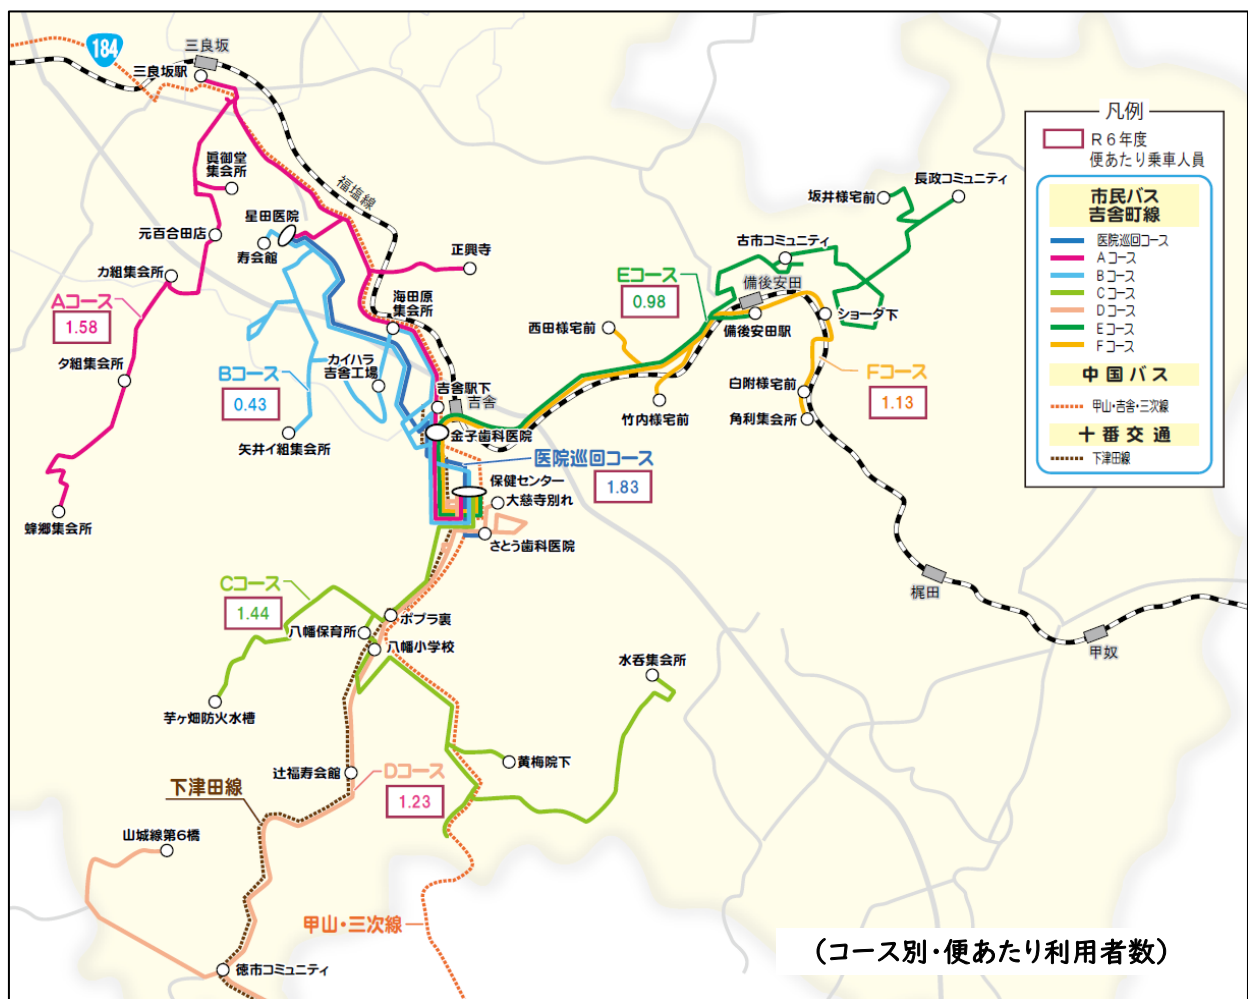 184
三良坂
三良坂駅
眞御堂
集会所
星田医院
寿会館
元百合田店
カ組集会所
Aコース
1.58
タ組集会所
蜂郷集会所
福塩線
正興寺
海田原
集会所
カイハラ
吉舎工場
Bコース
0.43
矢井イ組集会所
吉舎駅下
吉舎
金子歯科医院
医院巡回コース
1.83
保健センター
大慈寺別れ
さとう歯科医院
Eコース
0.98
西田様宅前
竹内様宅前
古市コミュニティ
備後安田
備後安田駅
坂井様宅前
長政コミュニティ
ショーダ下
白附様宅前
角利集会所
Fコース
1.13
梶田
甲奴
Cコース
1.44
八幡保育所
ポプラ裏
八幡小学校
芋ヶ畑防火水槽
水呑集会所
黄梅院下
辻福寿会館
Dコース
1.23
下津田線
山城線第6橋
甲山・三次線
徳市コミュニティ
凡例
R6年度
便あたり乗車人員
市民バス
吉舎町線
医院巡回コース
Aコース
Bコース
Cコース
Dコース
Eコース
Fコース
中国バス
甲山・吉舎・三次線
十番交通
下津田線
（コース別・便あたり利用者数）